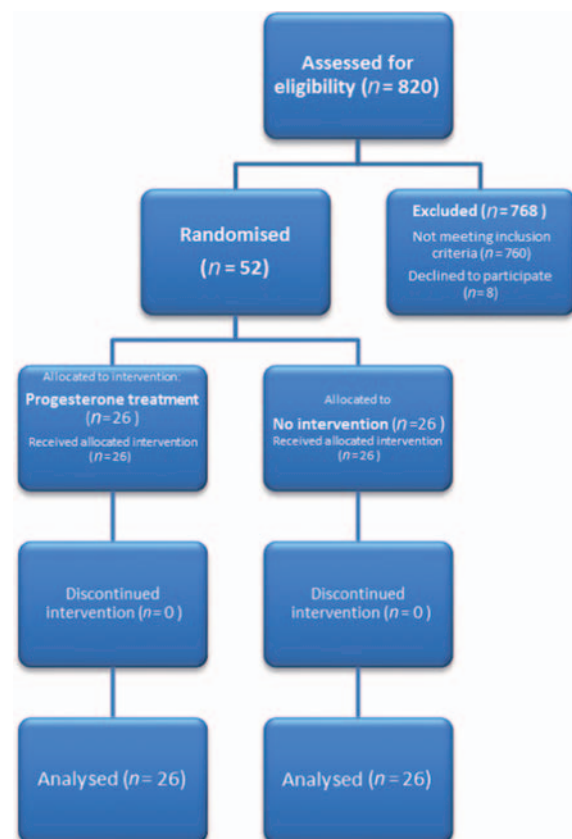 Assessed for
eligibility (n = 820)
Randomised
(n = 52)
Excluded (n = 768)
Not meeting inclusion
criteria (n = 760)
Declined to participate
(n = 8)
Allocated to intervention:
Progesterone treatment
(n=26)
Received allocated intervention
(n=26)
Allocated to
No intervention (n=26)
Received allocated intervention
(n=26)
Discontinued
intervention (n = 0)
Discontinued
intervention (n = 0)
Analysed (n = 26)
Analysed (n = 26)